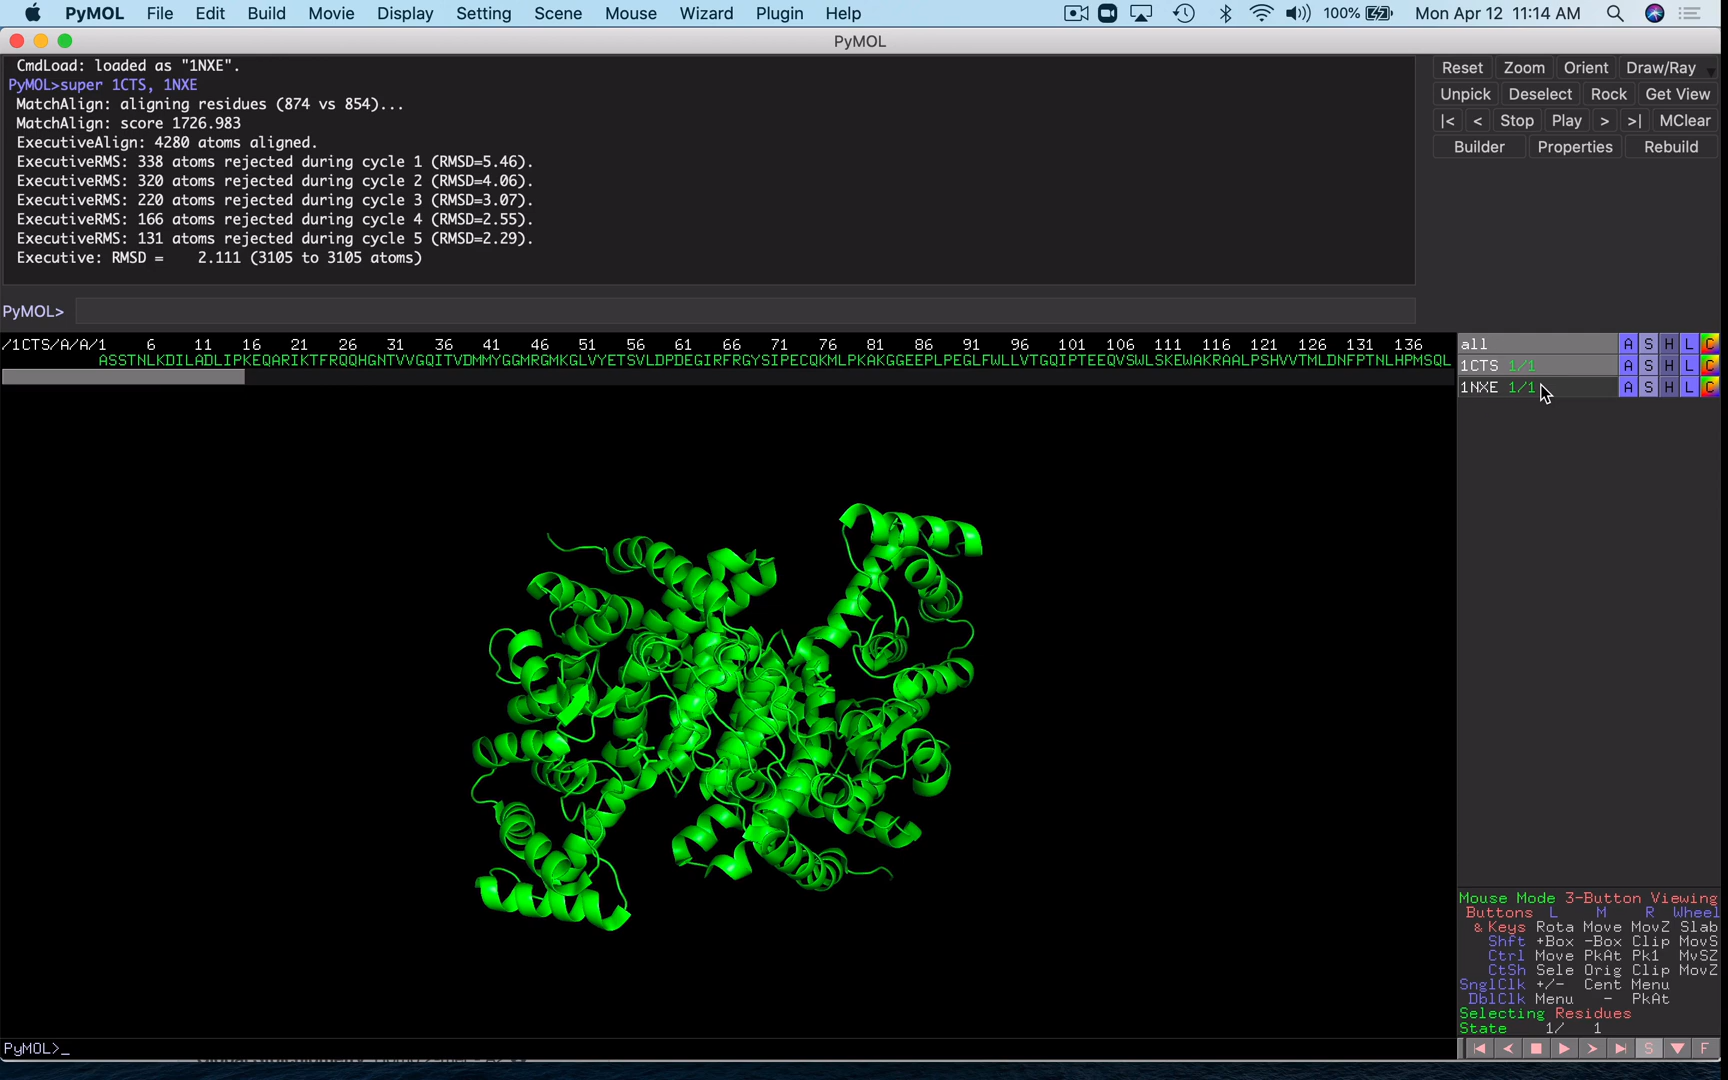 PyMOL File Edit Build Movie Display Setting Scene Mouse Wizard Plugin Help 100% Mon Apr 12 11:14 AM
PyMOL
CmdLoad: loaded as "1NXE".
PyMOL>super 1CTS, 1NXE
MatchAlign: aligning residues (874 vs 854)...
MatchAlign: score 1726.983
ExecutiveAlign: 4280 atoms aligned.
ExecutiveRMS: 338 atoms rejected during cycle 1 (RMSD=5.46).
ExecutiveRMS: 320 atoms rejected during cycle 2 (RMSD=4.06).
ExecutiveRMS: 220 atoms rejected during cycle 3 (RMSD=3.07).
ExecutiveRMS: 166 atoms rejected during cycle 4 (RMSD=2.55).
ExecutiveRMS: 131 atoms rejected during cycle 5 (RMSD=2.29).
Executive: RMSD = 2.111 (3105 to 3105 atoms)
Reset Zoom Orient Draw/Ray
Unpick Deselect Rock Get View
|< < Stop Play > >| MClear
Builder Properties Rebuild
PyMOL>
/1CTS/A/A/1 6 11 16 21 26 31 36 41 46 51 56 61 66 71 76 81 86 91 96 101 106 111 116 121 126 131 136
ASSTNLKDILADLIPKEQARIKTFRQQHGNTVVGQITVDMMYGGMRGMKGLVYETSVLDPDEGIRFRGYSIPECQKMLPKAKGGEEPLPEGLFWLLVTGQIPTEEQVSWLSKEWAKRAALPSHVVTMLDNFPTNLHPMSQL
all A S H L C
1CTS 1/1 A S H L C
1NXE 1/1 A S H L C
Mouse Mode 3-Button Viewing
Buttons L M R Wheel
& Keys Rota Move MovZ Slab
Shft +Box -Box Clip MovS
Ctrl Move PkAt Pk1 MvSZ
CtSh Sele Orig Clip MovZ
SnglClk +/- Cent Menu
DblClk Menu - PkAt
Selecting Residues
State 1/ 1
PyMOL>_
S F